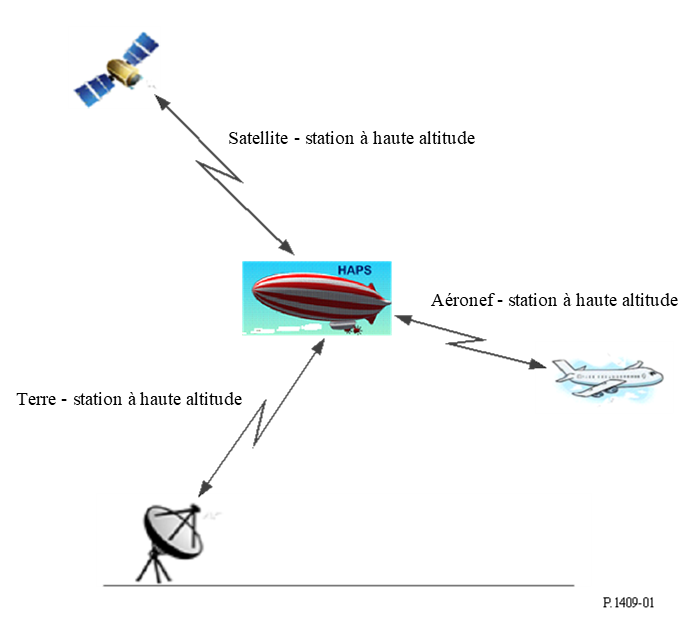 Satellite - station à haute altitude
HAPS
Aéronef - station à haute altitude
Terre - station à haute altitude
P.1409-01